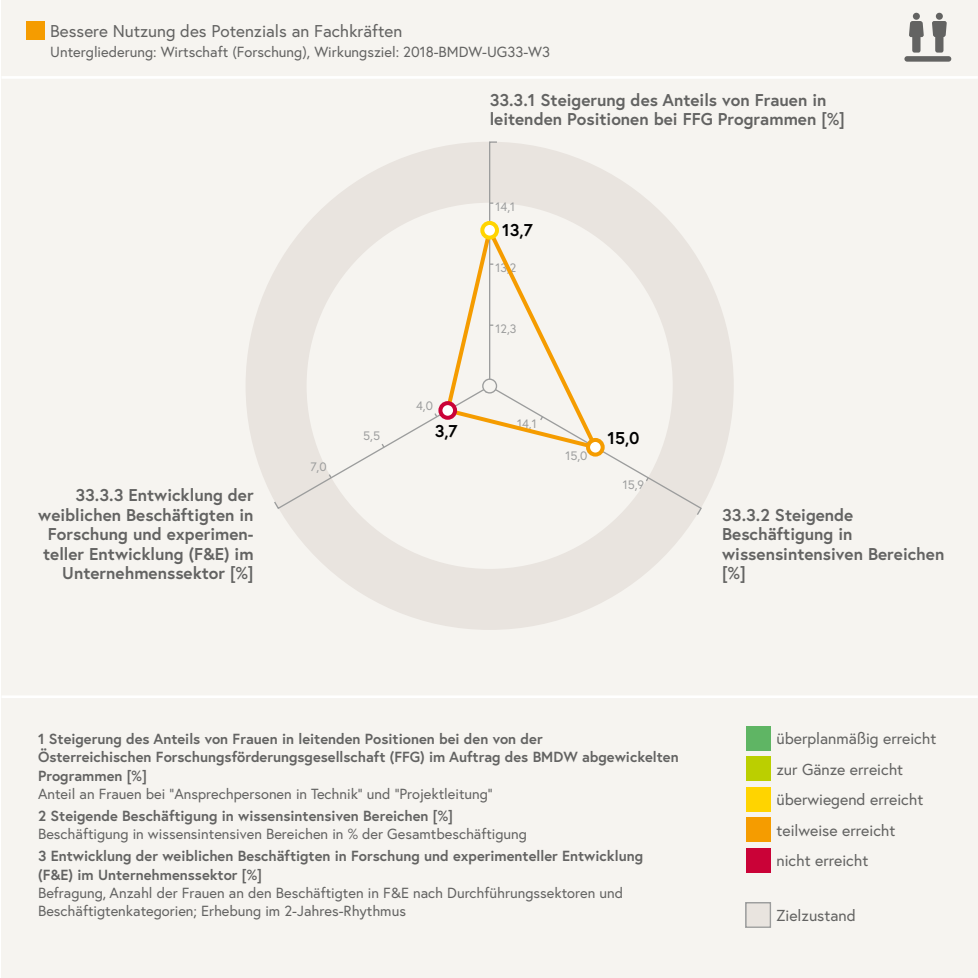 Bessere Nutzung des Potenzials an Fachkräften
Untergliederung: Wirtschaft (Forschung), Wirkungsziel: 2018-BMDW-UG33-W3
33.3.1 Steigerung des Anteils von Frauen in
leitenden Positionen bei FFG Programmen [%]
14,1
13,7
13,2
12,3
4,0
3,7
5,5
7,0
14,1
15,0
15,0
15,9
33.3.3 Entwicklung der
weiblichen Beschäftigten in
Forschung und experimen-
teller Entwicklung (F&E) im
Unternehmenssektor [%]
33.3.2 Steigende
Beschäftigung in
wissensintensiven Bereichen
[%]
1 Steigerung des Anteils von Frauen in leitenden Positionen bei den von der
Österreichischen Forschungsförderungsgesellschaft (FFG) im Auftrag des BMDW abgewickelten
Programmen [%]
Anteil an Frauen bei "Ansprechpersonen in Technik" und "Projektleitung"
2 Steigende Beschäftigung in wissensintensiven Bereichen [%]
Beschäftigung in wissensintensiven Bereichen in % der Gesamtbeschäftigung
3 Entwicklung der weiblichen Beschäftigten in Forschung und experimenteller Entwicklung
(F&E) im Unternehmenssektor [%]
Befragung, Anzahl der Frauen an den Beschäftigten in F&E nach Durchführungssektoren und
Beschäftigtenkategorien; Erhebung im 2-Jahres-Rhythmus
überplanmäßig erreicht
zur Gänze erreicht
überwiegend erreicht
teilweise erreicht
nicht erreicht
Zielzustand